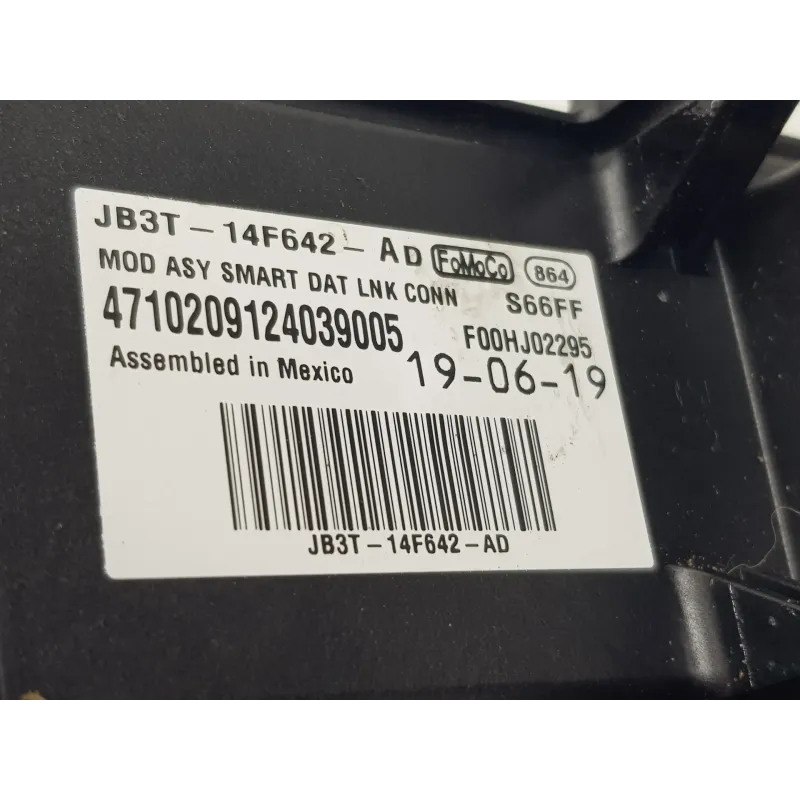 JB3T-14F642-AD FoMoCo 864
MOD ASY SMART DAT LNK CONN S66FF
4710209124039005 F00HJ02295
Assembled in Mexico 19-06-19
JB3T-14F642-AD